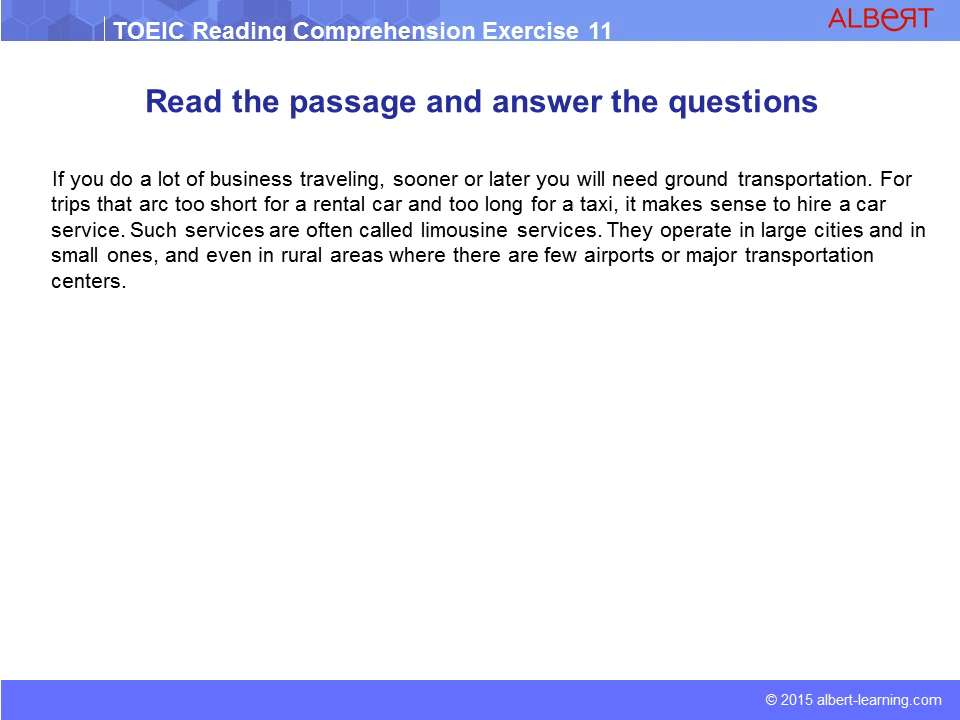 TOEIC Reading Comprehension Exercise 11
ALBERT
Read the passage and answer the questions
If you do a lot of business traveling, sooner or later you will need ground transportation. For
trips that arc too short for a rental car and too long for a taxi, it makes sense to hire a car
service. Such services are often called limousine services. They operate in large cities and in
small ones, and even in rural areas where there are few airports or major transportation
centers.
© 2015 albert-learning.com